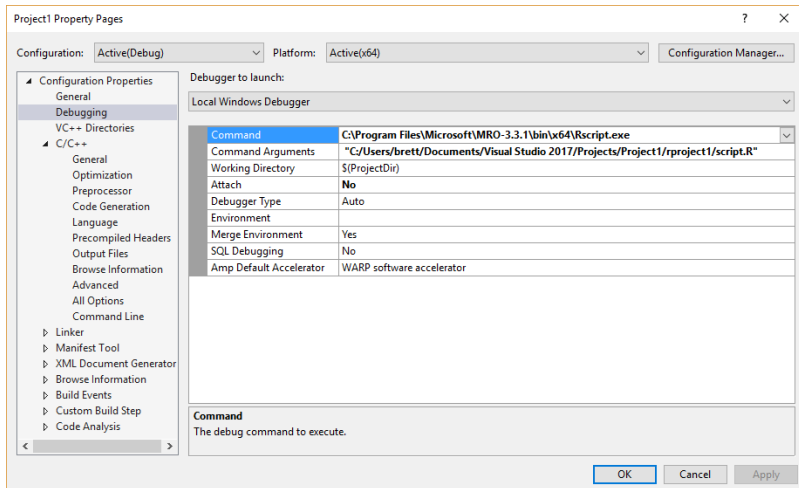 Project1 Property Pages
? ×
Configuration: Active(Debug) Platform: Active(x64) Configuration Manager...
Configuration Properties
General
Debugging
VC++ Directories
C/C++
General
Optimization
Preprocessor
Code Generation
Language
Precompiled Headers
Output Files
Browse Information
Advanced
All Options
Command Line
Linker
Manifest Tool
XML Document Generator
Browse Information
Build Events
Custom Build Step
Code Analysis
Debugger to launch:
Local Windows Debugger
Command C:\Program Files\Microsoft\MRO-3.3.1\bin\x64\Rscript.exe
Command Arguments "C:/Users/brett/Documents/Visual Studio 2017/Projects/Project1/rproject1/script.R"
Working Directory $(ProjectDir)
Attach No
Debugger Type Auto
Environment
Merge Environment Yes
SQL Debugging No
Amp Default Accelerator WARP software accelerator
Command
The debug command to execute.
OK Cancel Apply